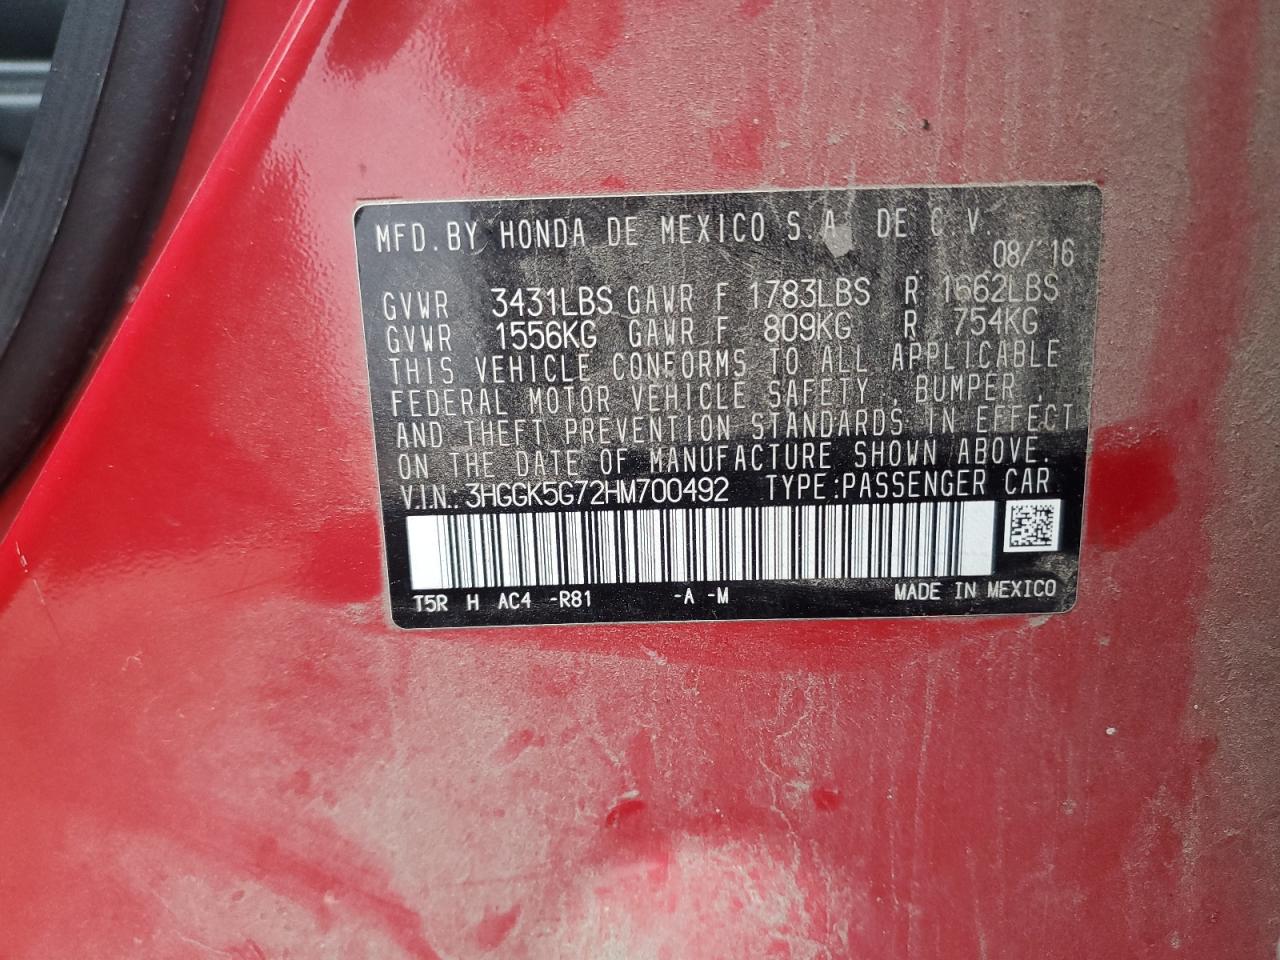 MFD. BY HONDA DE MEXICO S.A. DE C.V.
08/ 16
GVWR 3431LBS GAWR F 1783LBS R 1662LBS
GVWR 1556KG GAWR F 809KG R 754KG
THIS VEHICLE CONFORMS TO ALL APPLICABLE
FEDERAL MOTOR VEHICLE SAFETY, BUMPER,
AND THEFT PREVENTION STANDARDS IN EFFECT
ON THE DATE OF MANUFACTURE SHOWN ABOVE.
V.I.N.: 3HGGK5G72HM700492 TYPE:PASSENGER CAR
T5R H AC4 -R81 -A -M MADE IN MEXICO